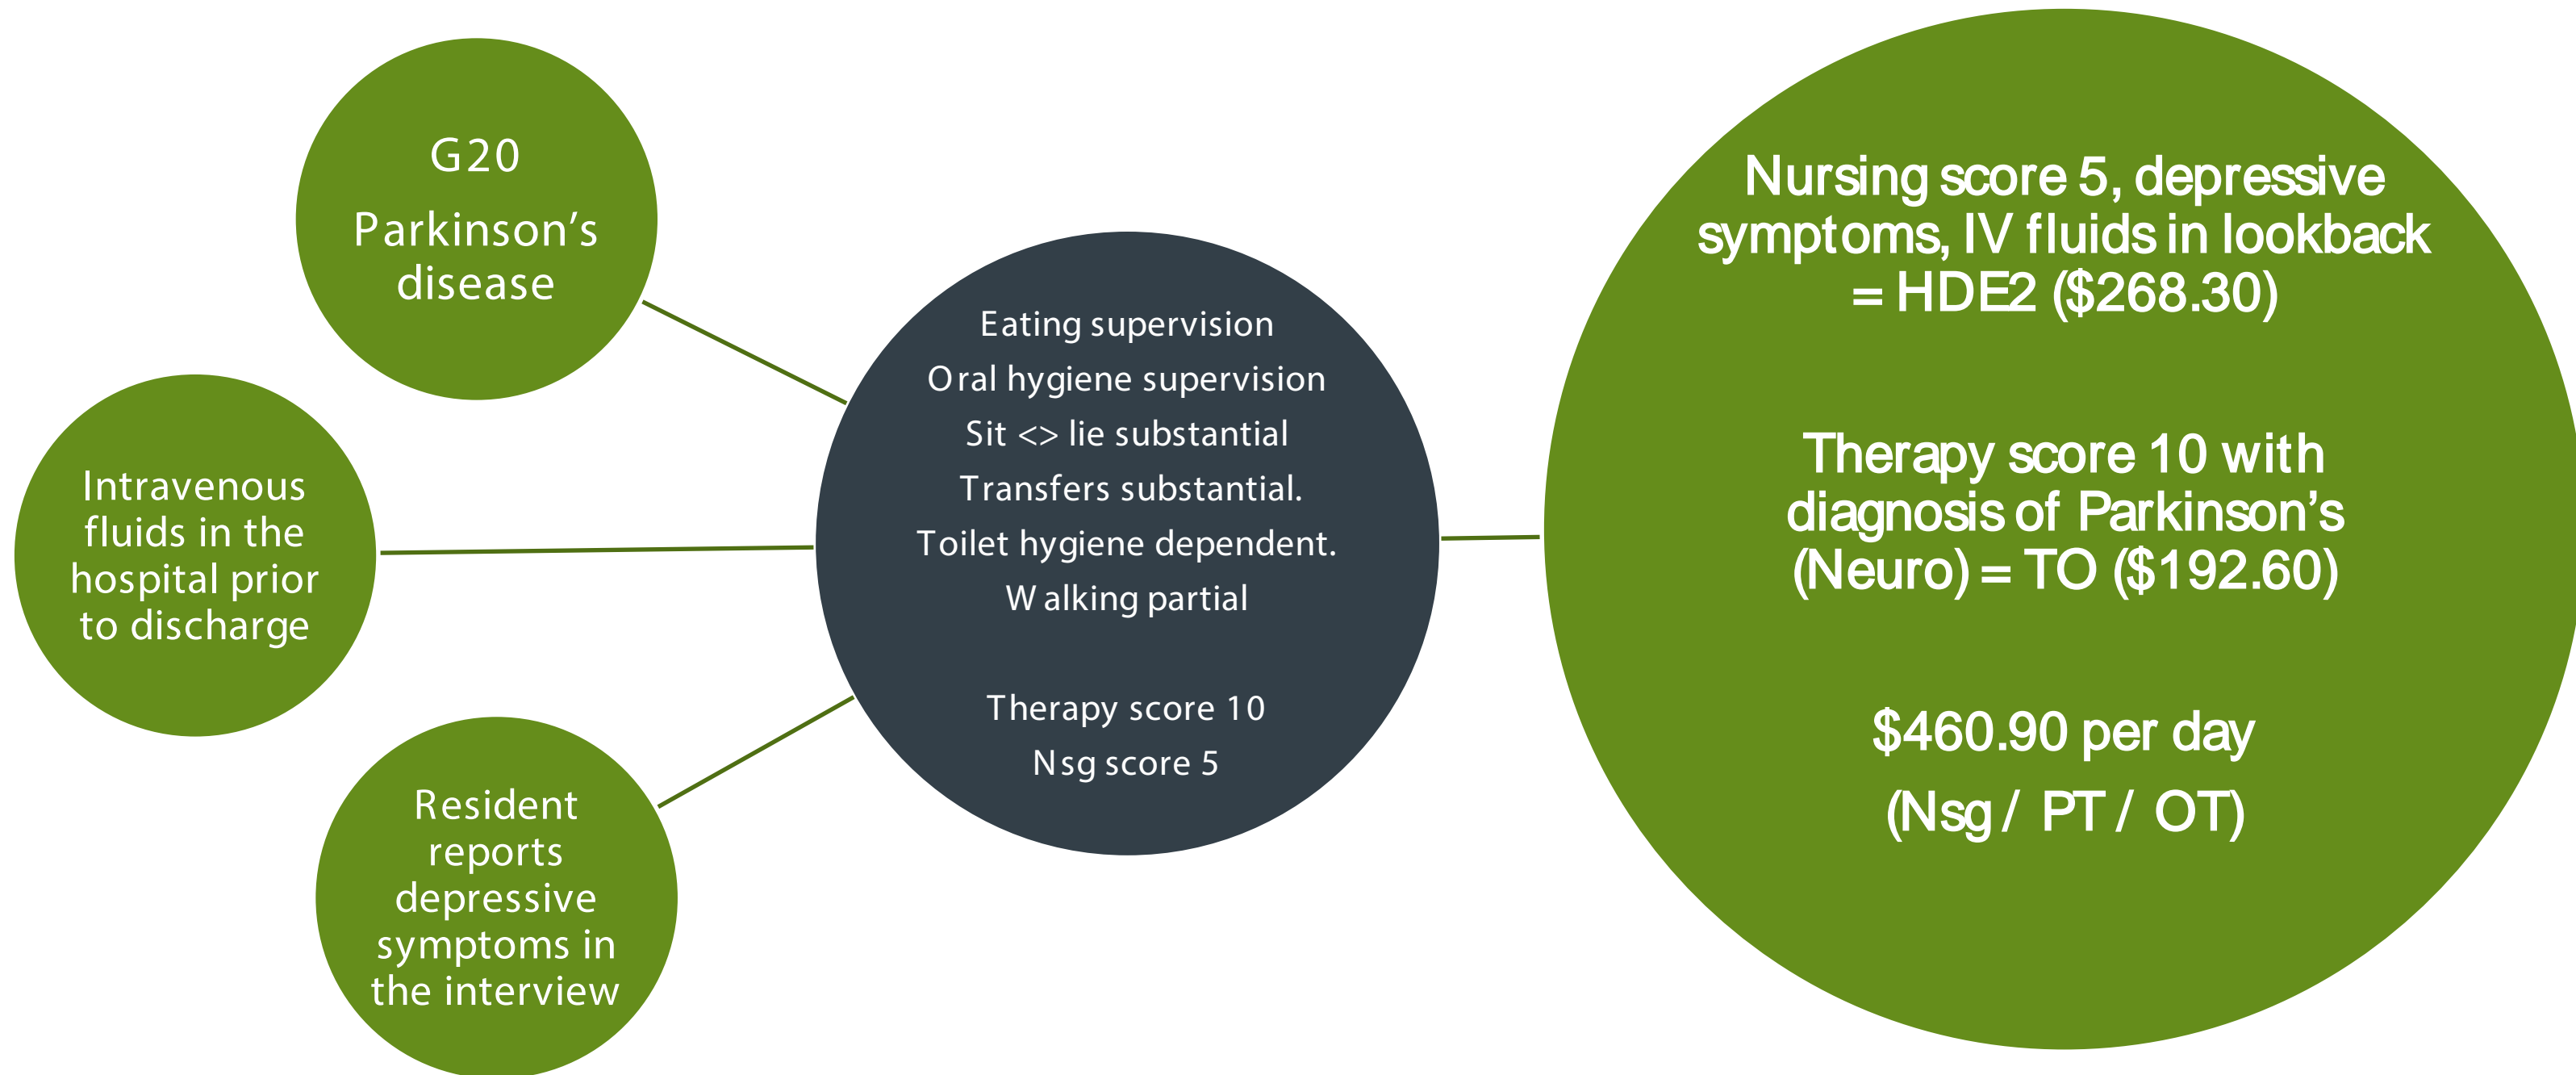 G20
Parkinson’s
disease
Intravenous
fluids in the
hospital prior
to discharge
Resident
reports
depressive
symptoms in
the interview
Eating supervision
Oral hygiene supervision
Sit <> lie substantial
Transfers substantial.
Toilet hygiene dependent.
Walking partial
Therapy score 10
Nsg score 5
Nursing score 5, depressive
symptoms, IV fluids in lookback
= HDE2 ($268.30)
Therapy score 10 with
diagnosis of Parkinson’s
(Neuro) = TO ($192.60)
$460.90 per day
(Nsg / PT / OT)